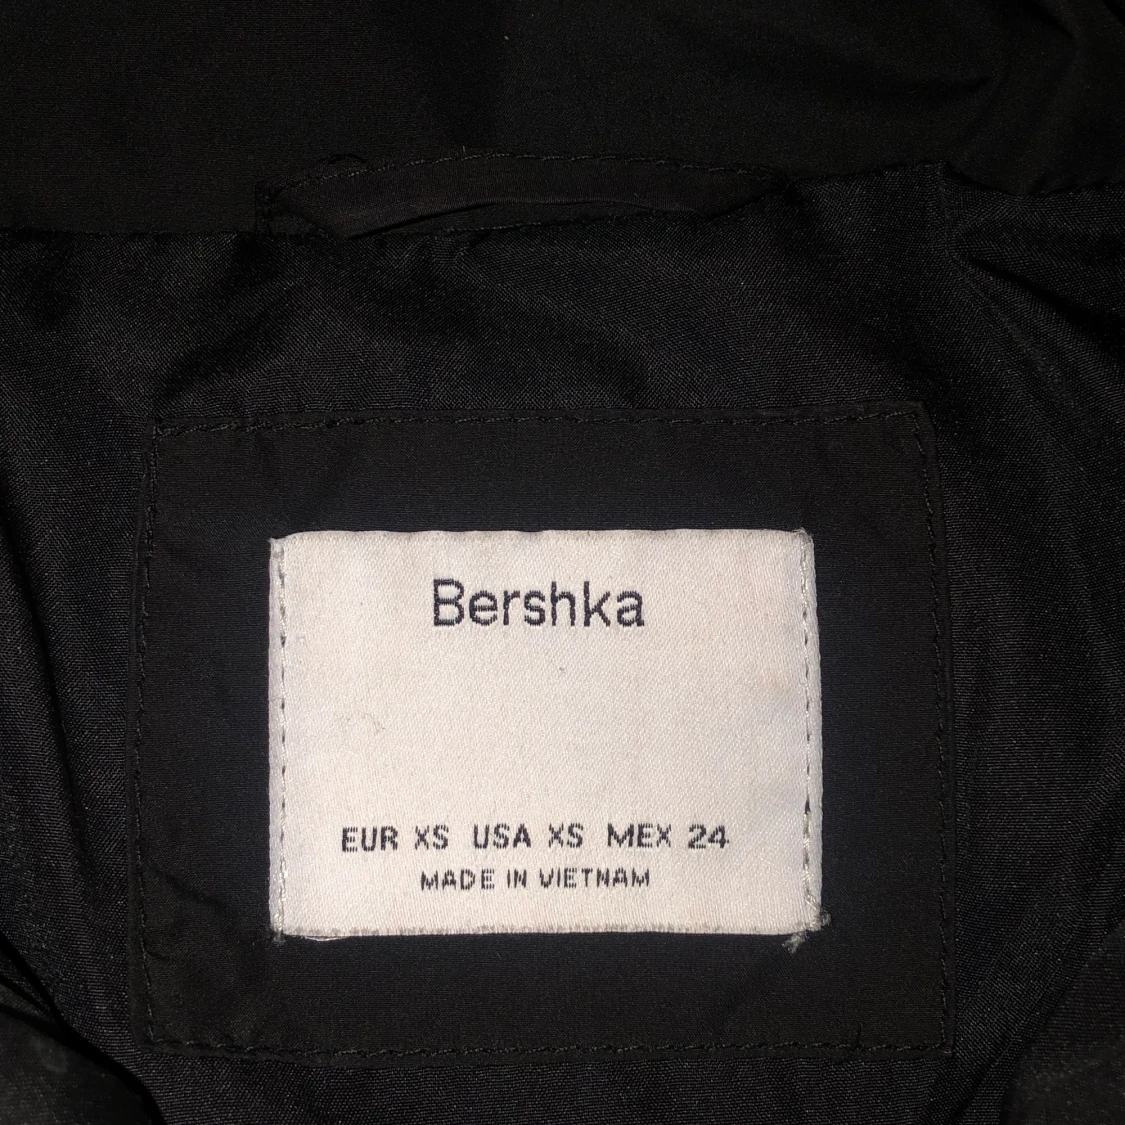 Bershka
EUR XS USA XS MEX 24
MADE IN VIETNAM